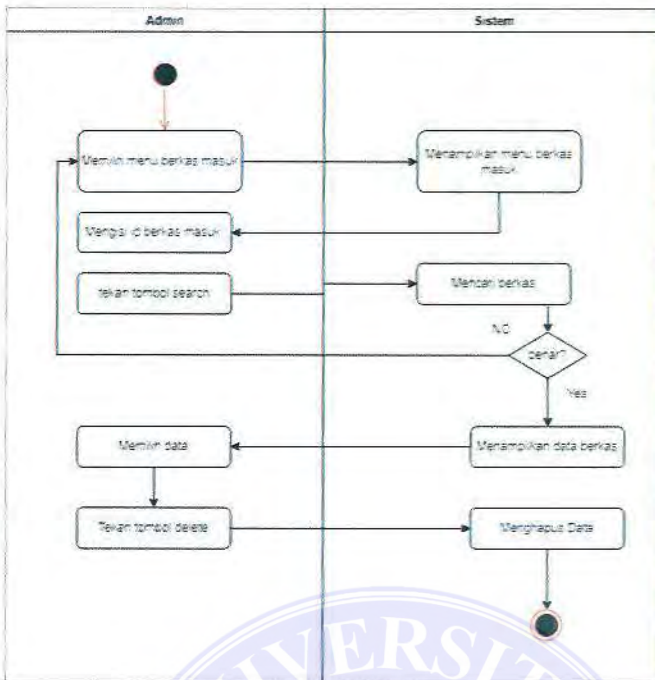 Admin
Sistem
Memilih menu berkas masuk
Menampilkan menu berkas
masuk
Mengisi id berkas masuk
tekan tombol search
Mencari berkas
NO
benar?
Yes
Memilih data
Menampilkan data berkas
Tekan tombol delete
Menghapus Data